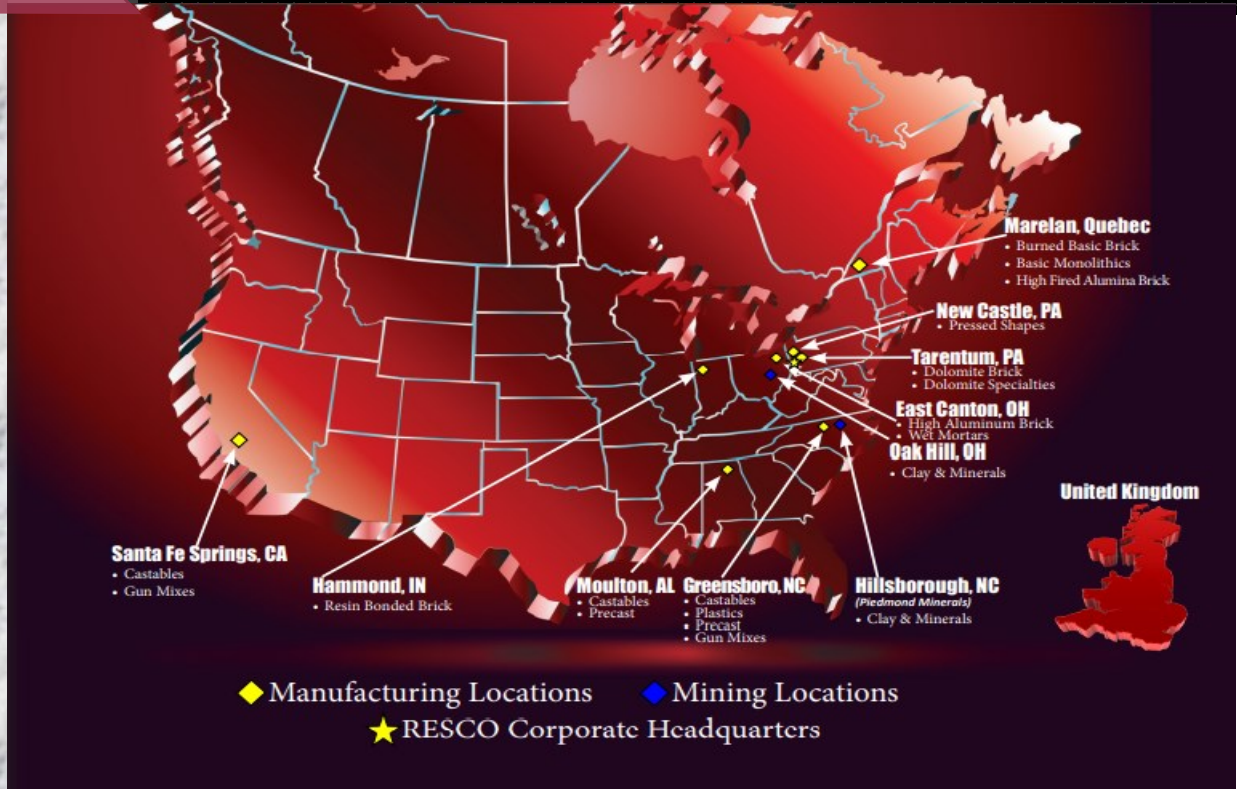 Marelan, Quebec
• Burned Basic Brick
• Basic Monolithics
• High Fired Alumina Brick
New Castle, PA
• Pressed Shapes
Tarentum, PA
• Dolomite Brick
• Dolomite Specialties
East Canton, OH
• High Aluminum Brick
• Wet Mortars
Oak Hill, OH
• Clay & Minerals
United Kingdom
Santa Fe Springs, CA
• Castables
• Gun Mixes
Hammond, IN
• Resin Bonded Brick
Moulton, AL
• Castables
• Precast
Greensboro, NC
• Castables
• Plastics
• Precast
• Gun Mixes
Hillsborough, NC
(Piedmond Minerals)
• Clay & Minerals
Manufacturing Locations
Mining Locations
RESCO Corporate Headquarters